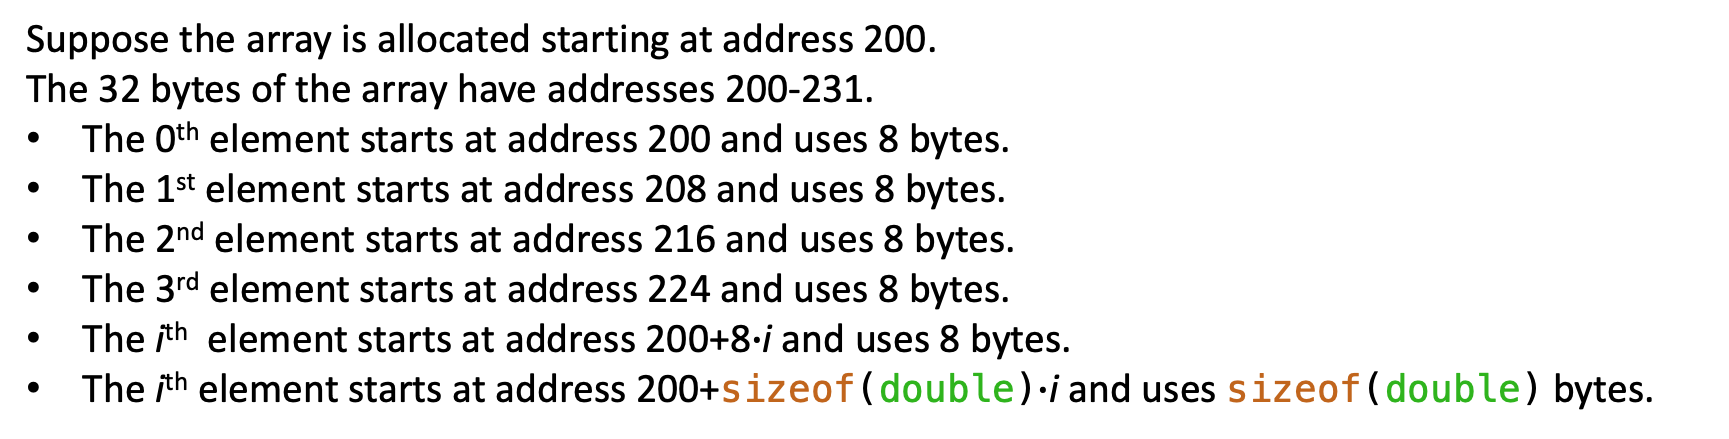 Suppose the array is allocated starting at address 200.
The 32 bytes of the array have addresses 200-231.
• The 0th element starts at address 200 and uses 8 bytes.
• The 1st element starts at address 208 and uses 8 bytes.
• The 2nd element starts at address 216 and uses 8 bytes.
• The 3rd element starts at address 224 and uses 8 bytes.
• The ith element starts at address 200+8·i and uses 8 bytes.
• The ith element starts at address 200+sizeof(double)·i and uses sizeof(double) bytes.